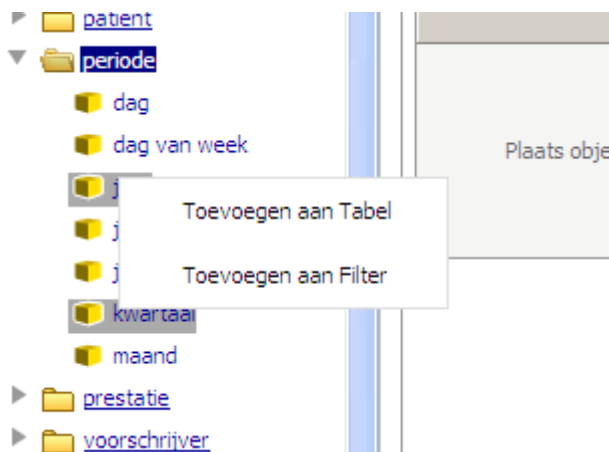 patient
periode
dag
dag van week
Plaats obje
j
Toevoegen aan Tabel
j
j
Toevoegen aan Filter
kwartaal
maand
prestatie
voorschrijver